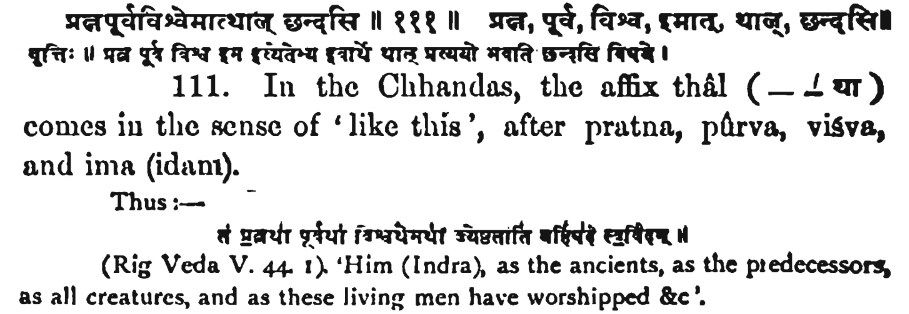 प्रत्नपूर्वविश्वेमात्थाल् छन्दसि ॥ १११ ॥ प्रत्न, पूर्व, विश्व, इमात्, थाल्, छन्दसि॥
वृत्तिः ॥ प्रत्न पूर्व विश्व इम इत्येतेभ्य इवार्थे थाल् प्रत्ययो भवति छन्दसि विषये ।
111. In the Chhandas, the affix thâl ( — ⊥ था )
comes in the sense of ‘like this’, after pratna, pûrva, viśva,
and ima (idam).
Thus :—
तं प्रत्नथा पूर्वथा विश्वथेमथा ज्येष्ठतातिं बर्हिषदं स्वर्विदम् ॥
(Rig Veda V. 44. 1). ‘Him (Indra), as the ancients, as the predecessors,
as all creatures, and as these living men have worshipped &c’.